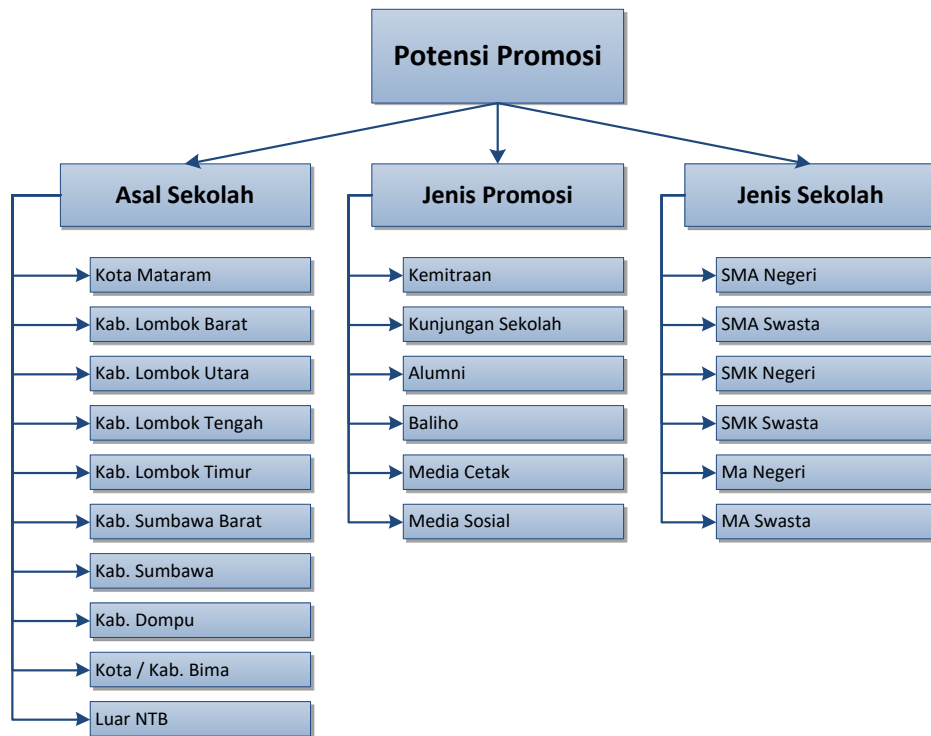 Potensi Promosi
Asal Sekolah
Kota Mataram
Kab. Lombok Barat
Kab. Lombok Utara
Kab. Lombok Tengah
Kab. Lombok Timur
Kab. Sumbawa Barat
Kab. Sumbawa
Kab. Dompu
Kota / Kab. Bima
Luar NTB
Jenis Promosi
Kemitraan
Kunjungan Sekolah
Alumni
Baliho
Media Cetak
Media Sosial
Jenis Sekolah
SMA Negeri
SMA Swasta
SMK Negeri
SMK Swasta
Ma Negeri
MA Swasta